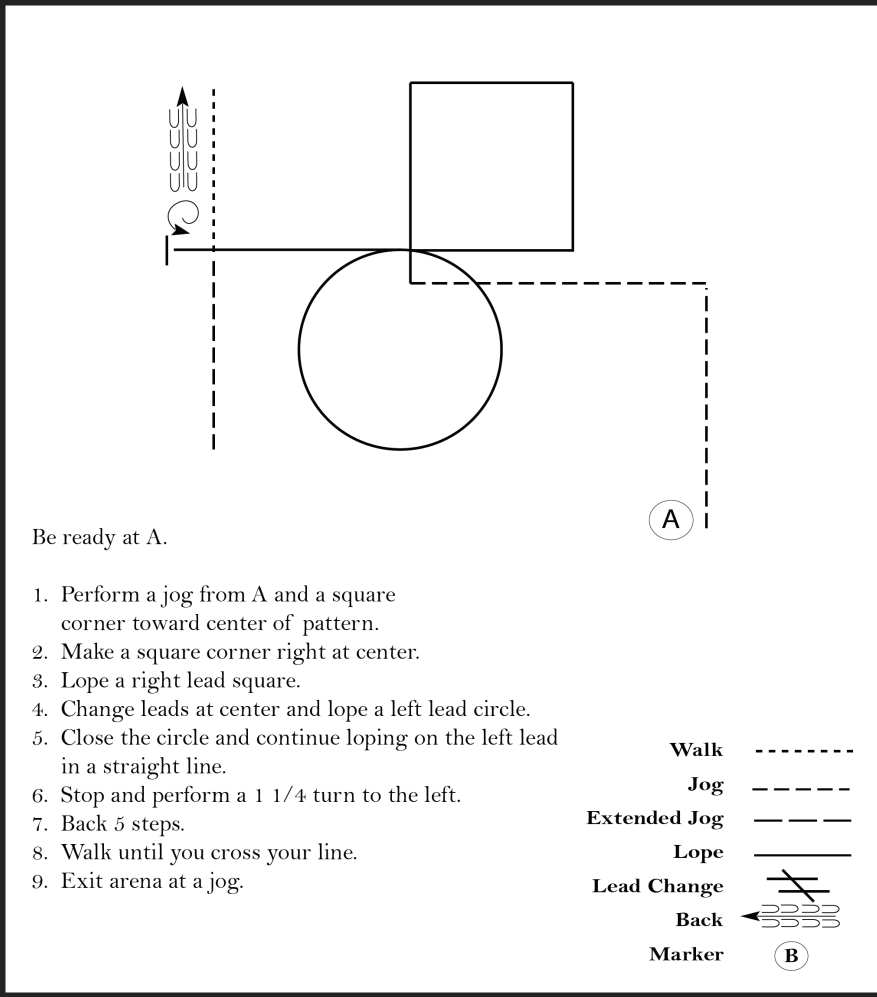 A
Be ready at A.
1. Perform a jog from A and a square
corner toward center of pattern.
2. Make a square corner right at center.
3. Lope a right lead square.
4. Change leads at center and lope a left lead circle.
5. Close the circle and continue loping on the left lead
in a straight line.
6. Stop and perform a 1 1/4 turn to the left.
7. Back 5 steps.
8. Walk until you cross your line.
9. Exit arena at a jog.
Walk
Jog
Extended Jog
Lope
Lead Change
Back
Marker B